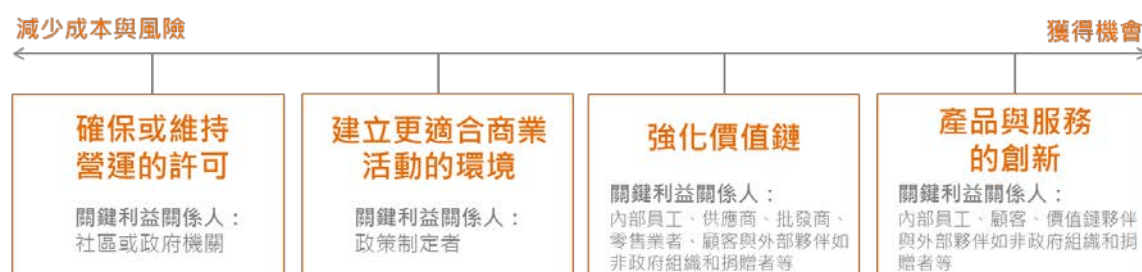 減少成本與風險
獲得機會
確保或維持
營運的許可
關鍵利益關係人：
社區或政府機關
建立更適合商業
活動的環境
關鍵利益關係人：
政策制定者
強化價值鏈
關鍵利益關係人：
內部員工、供應商、批發商、
零售業者、顧客與外部夥伴如
非政府組織和捐贈者等
產品與服務
的創新
關鍵利益關係人：
內部員工、顧客、價值鏈夥伴
與外部夥伴如非政府組織和捐
贈者等